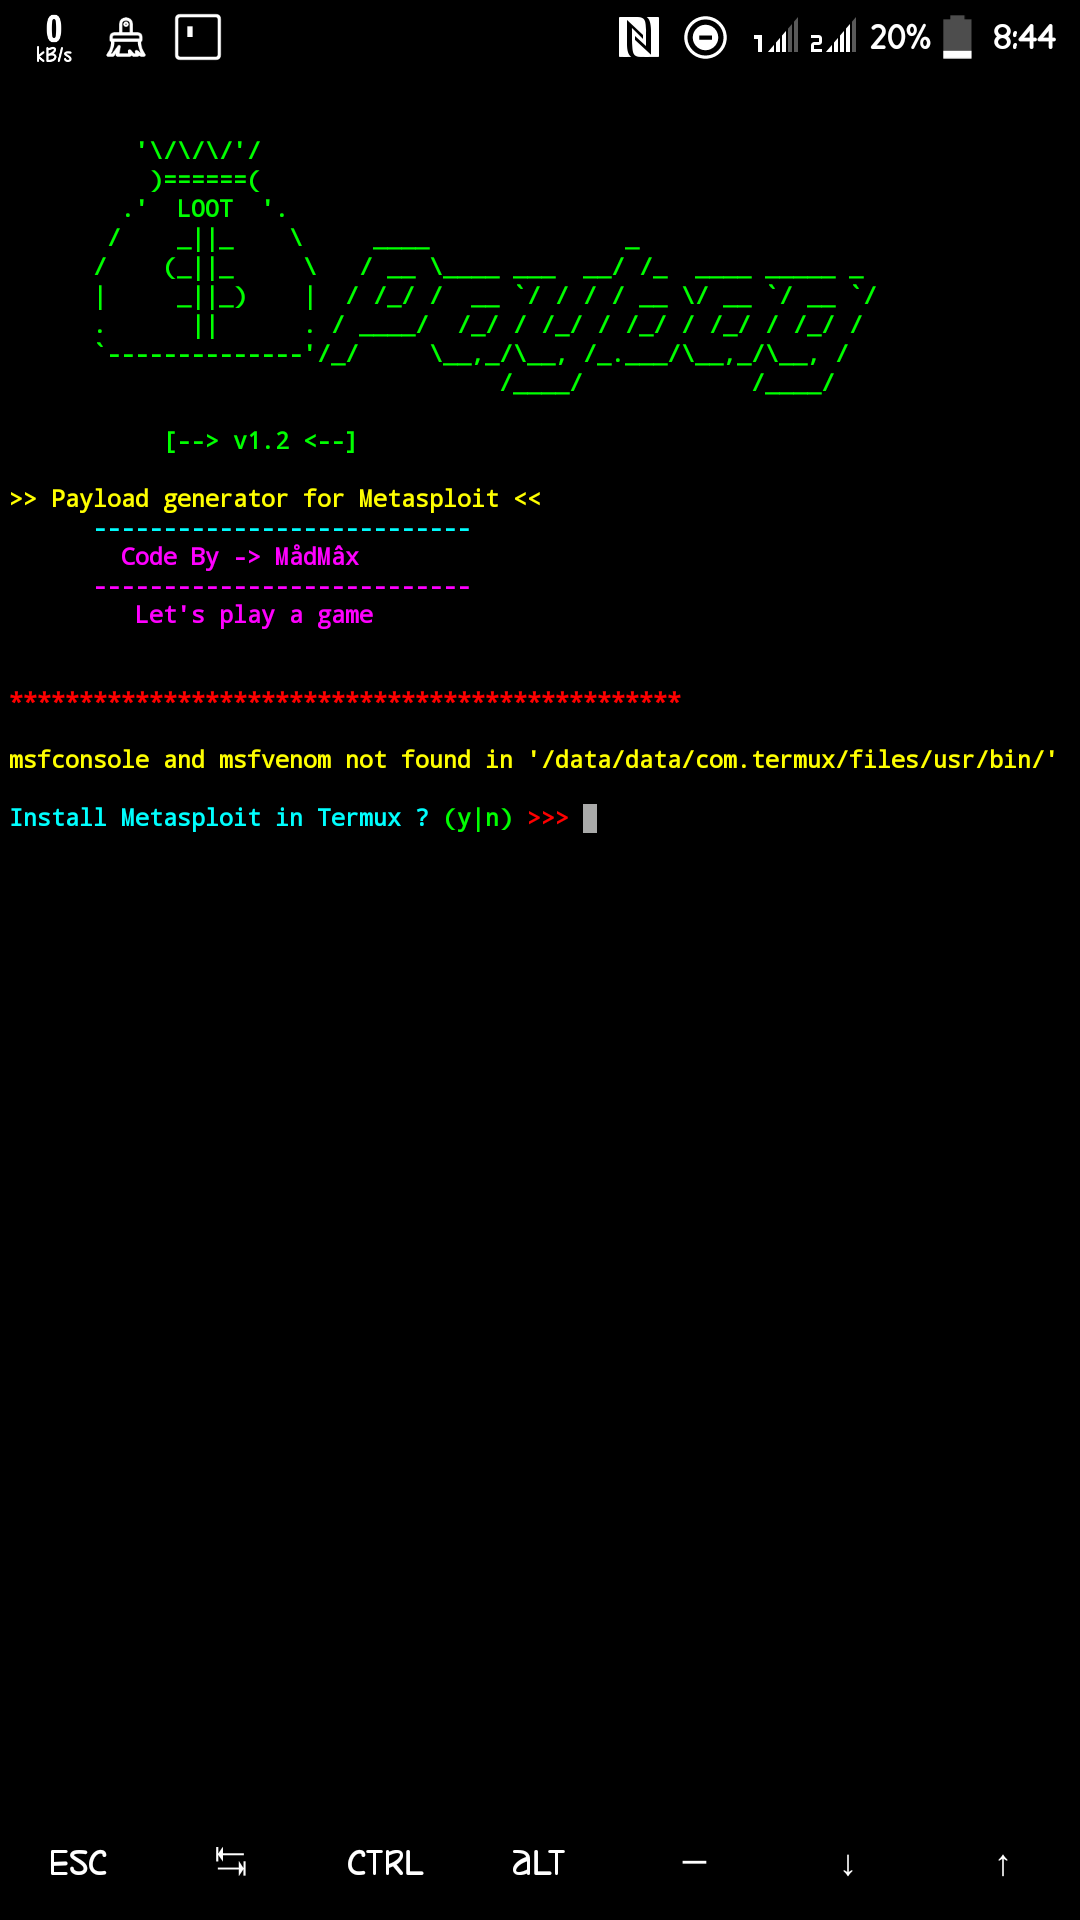 0 kB/s 1 2 20% 8:44
LOOT
Paybag
[--> v1.2 <--]
>> Payload generator for Metasploit <<
---------------------------
Code By -> MådMâx
---------------------------
Let's play a game
************************************************
msfconsole and msfvenom not found in '/data/data/com.termux/files/usr/bin/'
Install Metasploit in Termux ? (y|n) >>>
ESC ↹ CTRL ALT — ↓ ↑